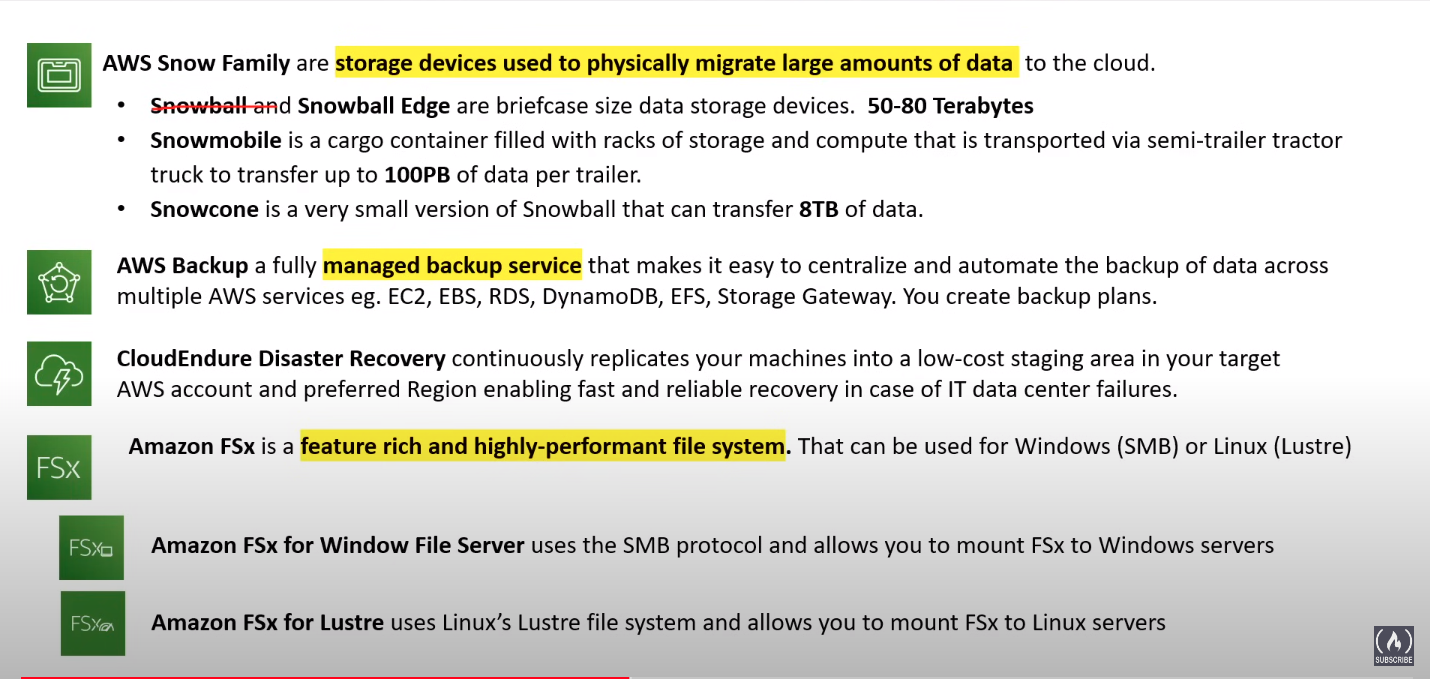 AWS Snow Family are storage devices used to physically migrate large amounts of data to the cloud.
• Snowball and Snowball Edge are briefcase size data storage devices. 50-80 Terabytes
• Snowmobile is a cargo container filled with racks of storage and compute that is transported via semi-trailer tractor
truck to transfer up to 100PB of data per trailer.
• Snowcone is a very small version of Snowball that can transfer 8TB of data.
AWS Backup a fully managed backup service that makes it easy to centralize and automate the backup of data across
multiple AWS services eg. EC2, EBS, RDS, DynamoDB, EFS, Storage Gateway. You create backup plans.
CloudEndure Disaster Recovery continuously replicates your machines into a low-cost staging area in your target
AWS account and preferred Region enabling fast and reliable recovery in case of IT data center failures.
FSx
Amazon FSx is a feature rich and highly-performant file system. That can be used for Windows (SMB) or Linux (Lustre)
FSx
Amazon FSx for Window File Server uses the SMB protocol and allows you to mount FSx to Windows servers
FSx
Amazon FSx for Lustre uses Linux’s Lustre file system and allows you to mount FSx to Linux servers
SUBSCRIBE